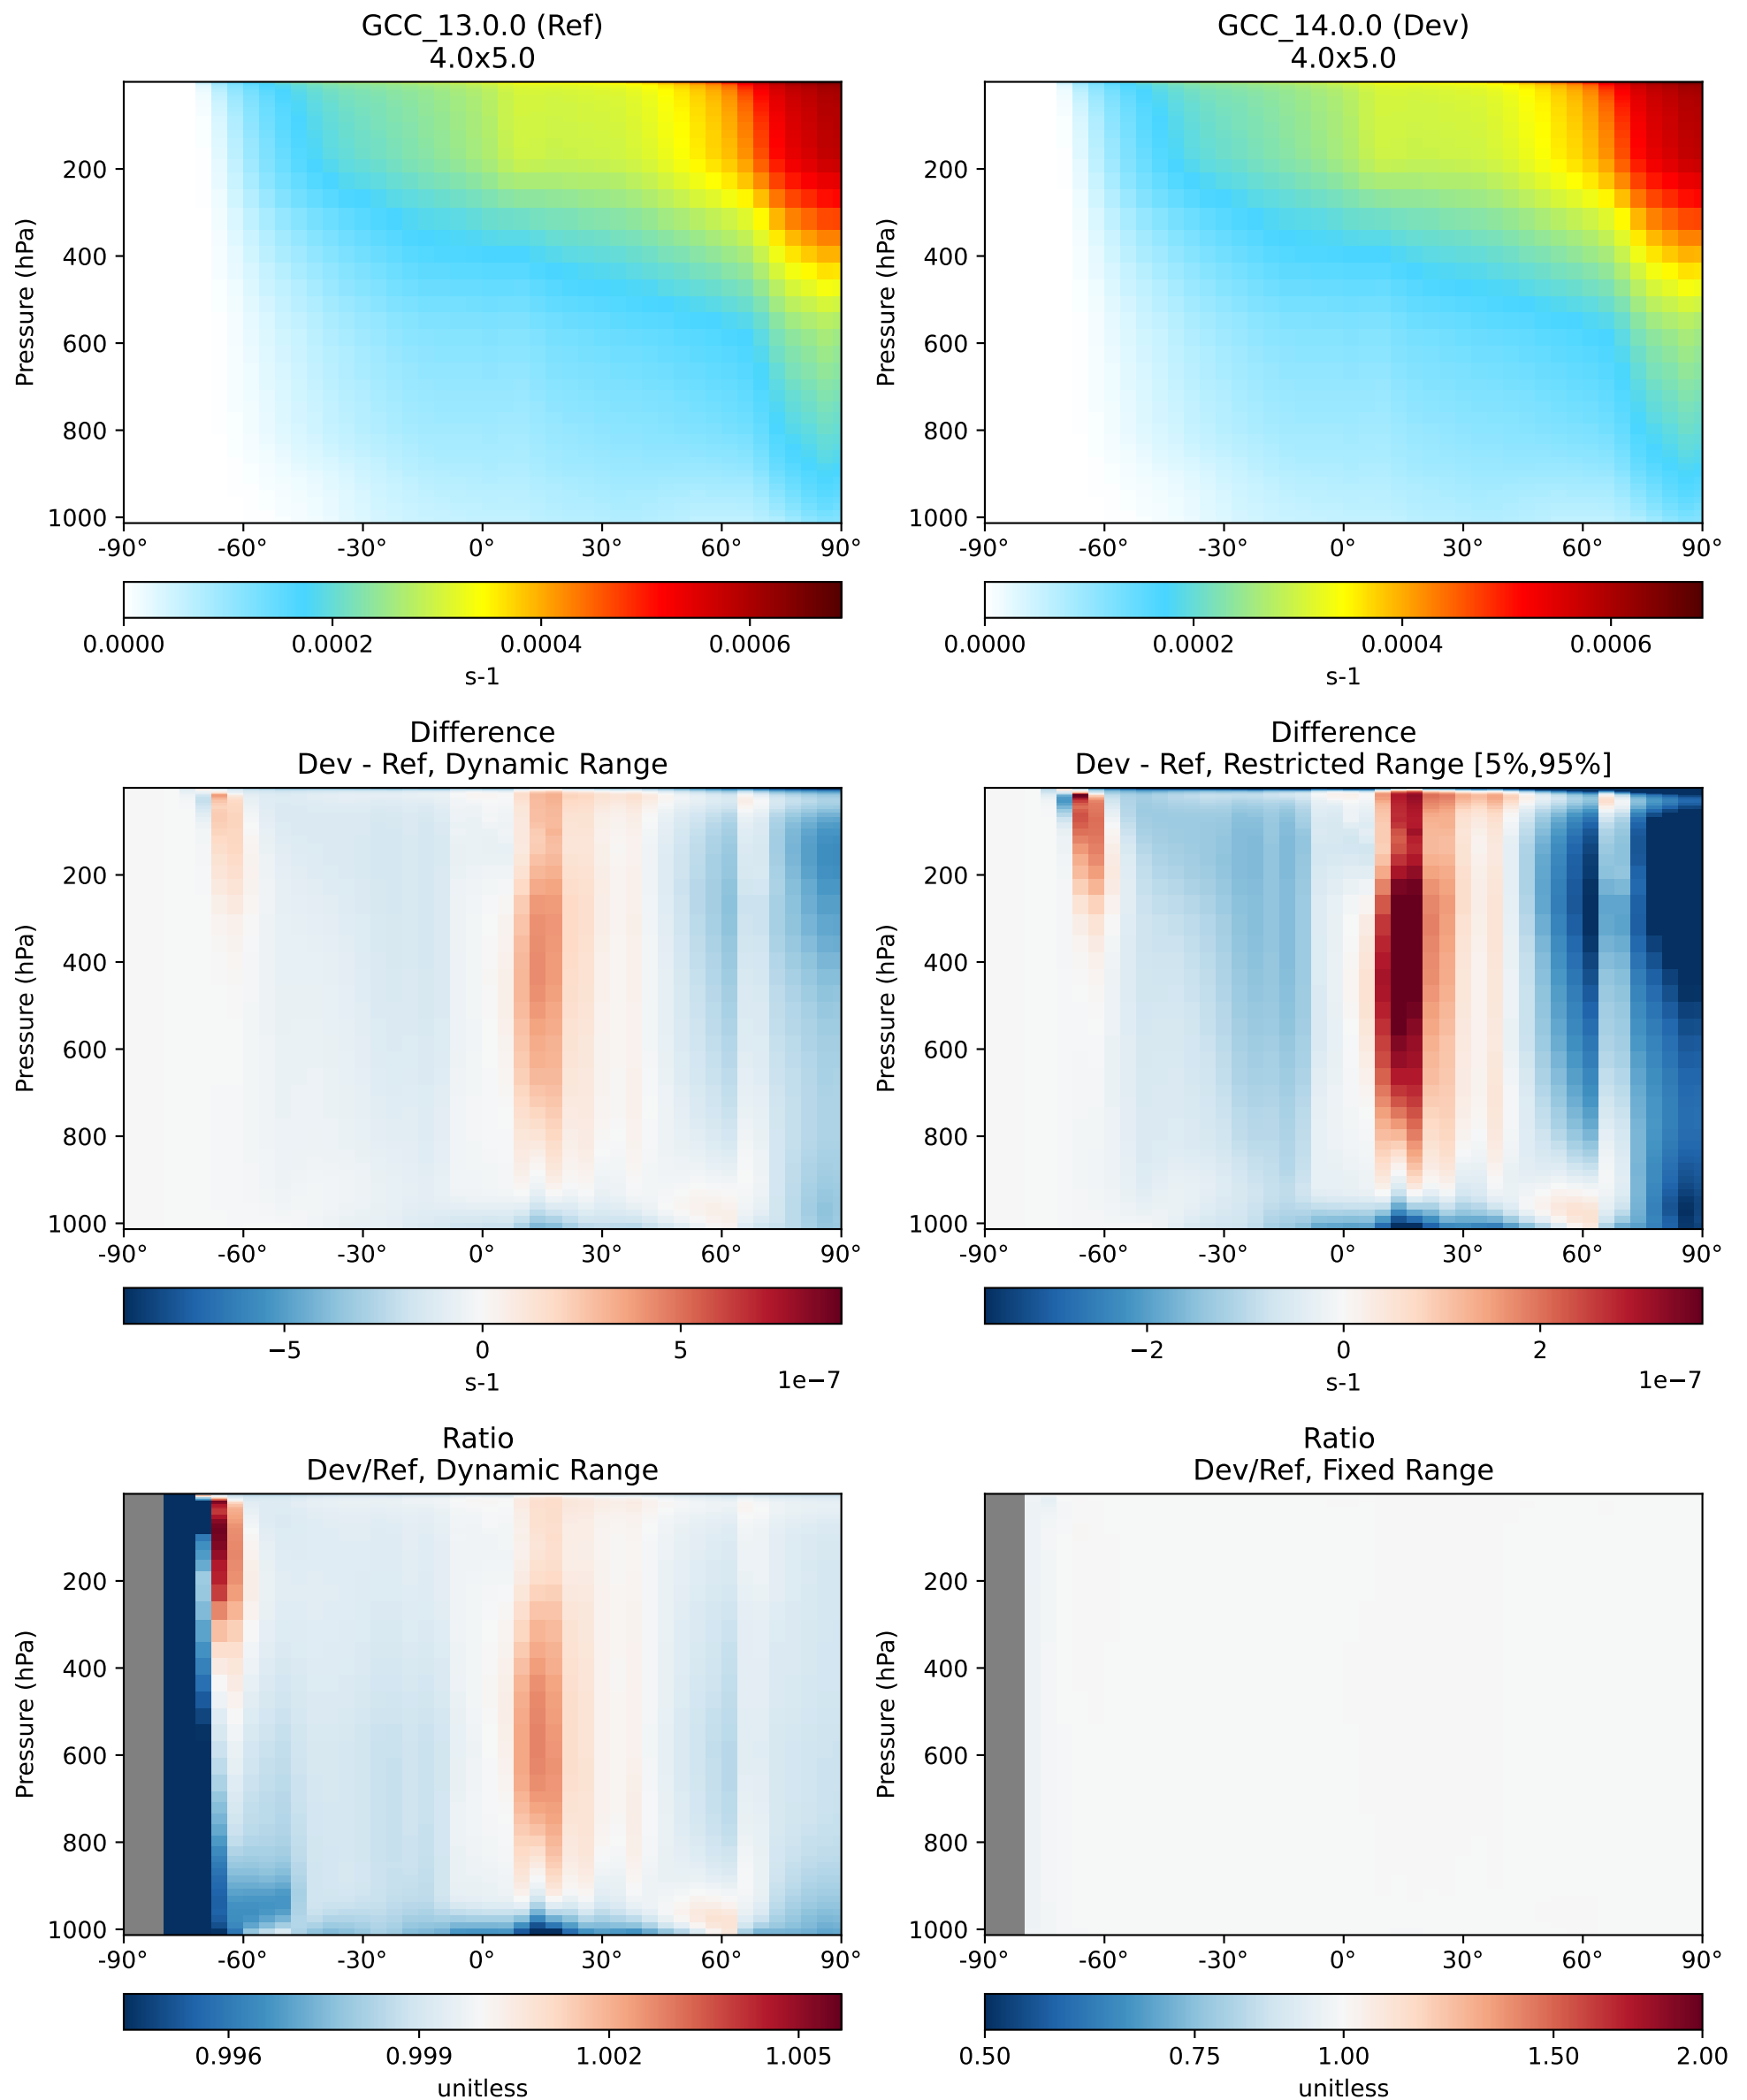 GCC_13.0.0 (Ref)
4.0x5.0
Pressure (hPa)
200
400
600
800
1000
-90° -60° -30° 0° 30° 60° 90°
0.0000 0.0002 0.0004 0.0006
s-1
GCC_14.0.0 (Dev)
4.0x5.0
Pressure (hPa)
200
400
600
800
1000
-90° -60° -30° 0° 30° 60° 90°
0.0000 0.0002 0.0004 0.0006
s-1
Difference
Dev - Ref, Dynamic Range
Pressure (hPa)
200
400
600
800
1000
-90° -60° -30° 0° 30° 60° 90°
−5 0 5
s-1
1e−7
Difference
Dev - Ref, Restricted Range [5%,95%]
Pressure (hPa)
200
400
600
800
1000
-90° -60° -30° 0° 30° 60° 90°
−2 0 2
s-1
1e−7
Ratio
Dev/Ref, Dynamic Range
Pressure (hPa)
200
400
600
800
1000
-90° -60° -30° 0° 30° 60° 90°
0.996 0.999 1.002 1.005
unitless
Ratio
Dev/Ref, Fixed Range
Pressure (hPa)
200
400
600
800
1000
-90° -60° -30° 0° 30° 60° 90°
0.50 0.75 1.00 1.50 2.00
unitless